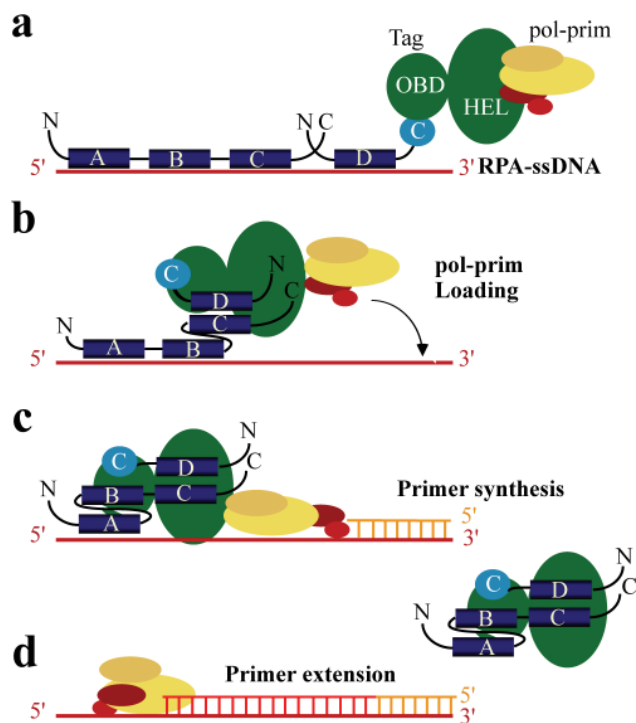 a
Tag
pol-prim
N
OBD
HEL
N C
C
A B C D
5' 3' RPA-ssDNA
b
C
N
D
C
pol-prim
Loading
N
C
A B
5' 3'
c
N
C D
C
N
B C
A
Primer synthesis
5'
5' 3'
N
C D
C
N
B C
A
d
Primer extension
5'
5' 3'